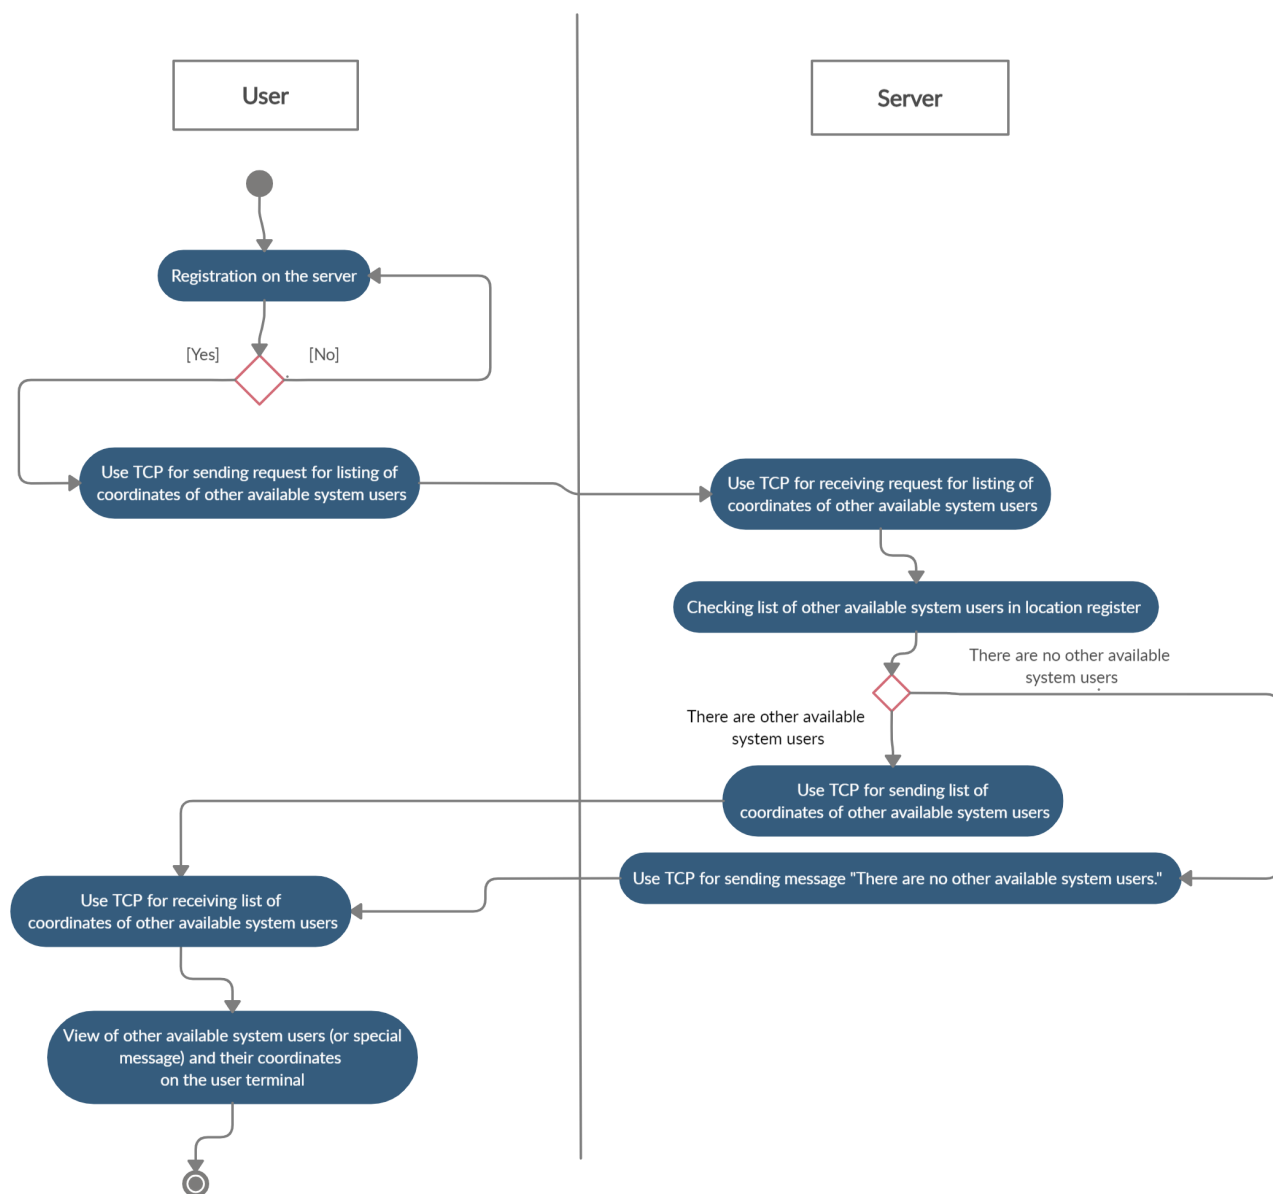 User
Server
Registration on the server
[Yes]
[No]
Use TCP for sending request for listing of
coordinates of other available system users
Use TCP for receiving request for listing of
coordinates of other available system users
Checking list of other available system users in location register
There are no other available
system users
There are other available
system users
Use TCP for sending list of
coordinates of other available system users
Use TCP for sending message "There are no other available system users."
Use TCP for receiving list of
coordinates of other available system users
View of other available system users (or special
message) and their coordinates
on the user terminal